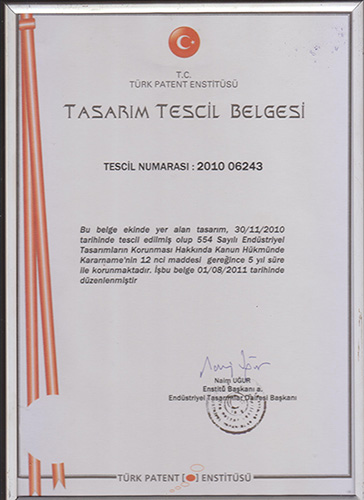 T.C.
TÜRK PATENT ENSTİTÜSÜ
TASARIM TESCİL BELGESİ
TESCİL NUMARASI : 2010 06243
Bu belge ekinde yer alan tasarım, 30/11/2010
tarihinde tescil edilmiş olup 554 Sayılı Endüstriyel
Tasarımların Korunması Hakkında Kanun Hükmünde
Kararname'nin 12 nci maddesi gereğince 5 yıl süre
ile korunmaktadır. İşbu belge 01/08/2011 tarihinde
düzenlenmiştir
Naim UĞUR
Enstitü Başkanı a.
Endüstriyel Tasarımlar Dairesi Başkanı
TÜRK PATENT ENSTİTÜSÜ